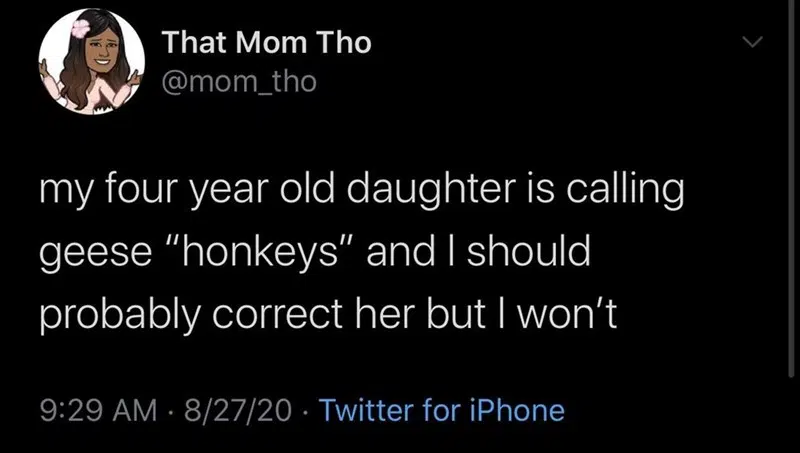 That Mom Tho
@mom_tho
my four year old daughter is calling
geese “honkeys” and I should
probably correct her but I won’t
9:29 AM · 8/27/20 · Twitter for iPhone